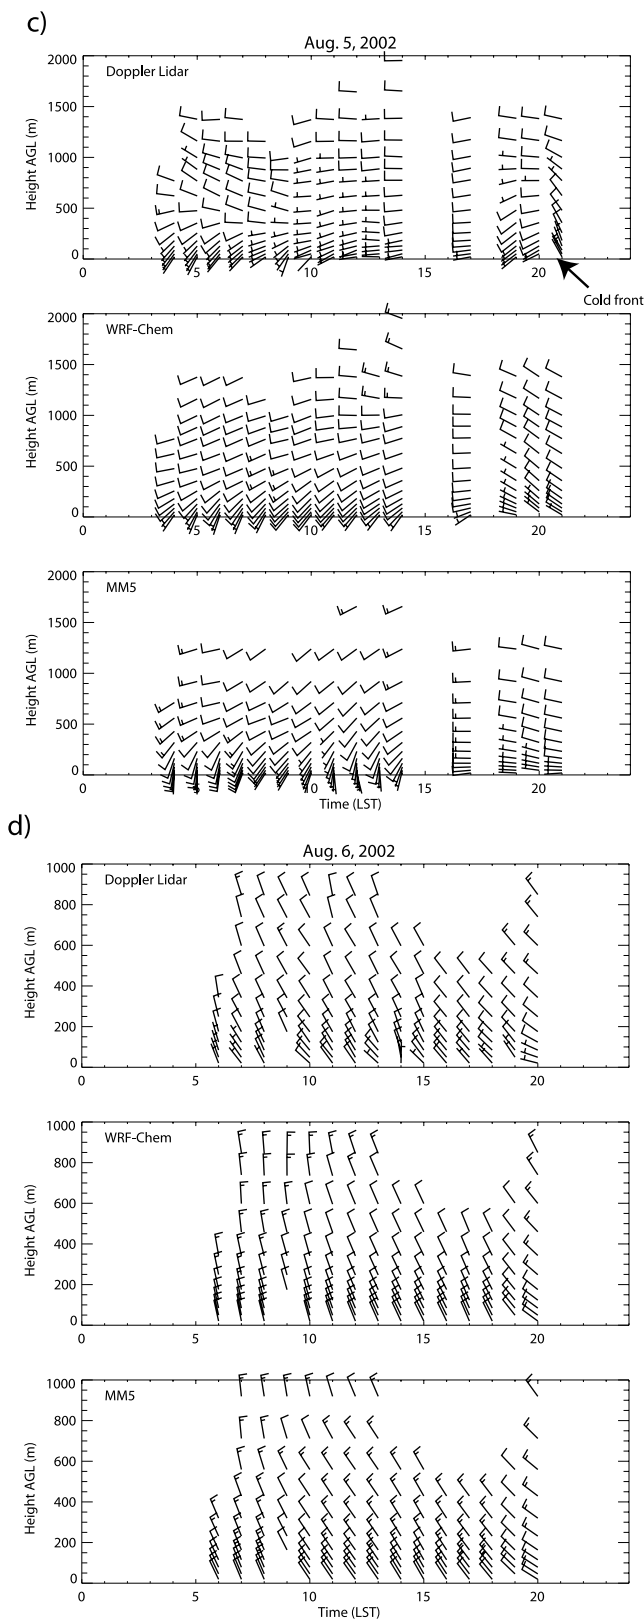 c)
Aug. 5, 2002
Doppler Lidar
Height AGL (m)
2000
1500
1000
500
0
0 5 10 15 20
Cold front
WRF-Chem
Height AGL (m)
2000
1500
1000
500
0
0 5 10 15 20
MM5
Height AGL (m)
2000
1500
1000
500
0
0 5 10 15 20
Time (LST)
d)
Aug. 6, 2002
Doppler Lidar
Height AGL (m)
1000
800
600
400
200
0
0 5 10 15 20
WRF-Chem
Height AGL (m)
1000
800
600
400
200
0
0 5 10 15 20
MM5
Height AGL (m)
1000
800
600
400
200
0
0 5 10 15 20
Time (LST)